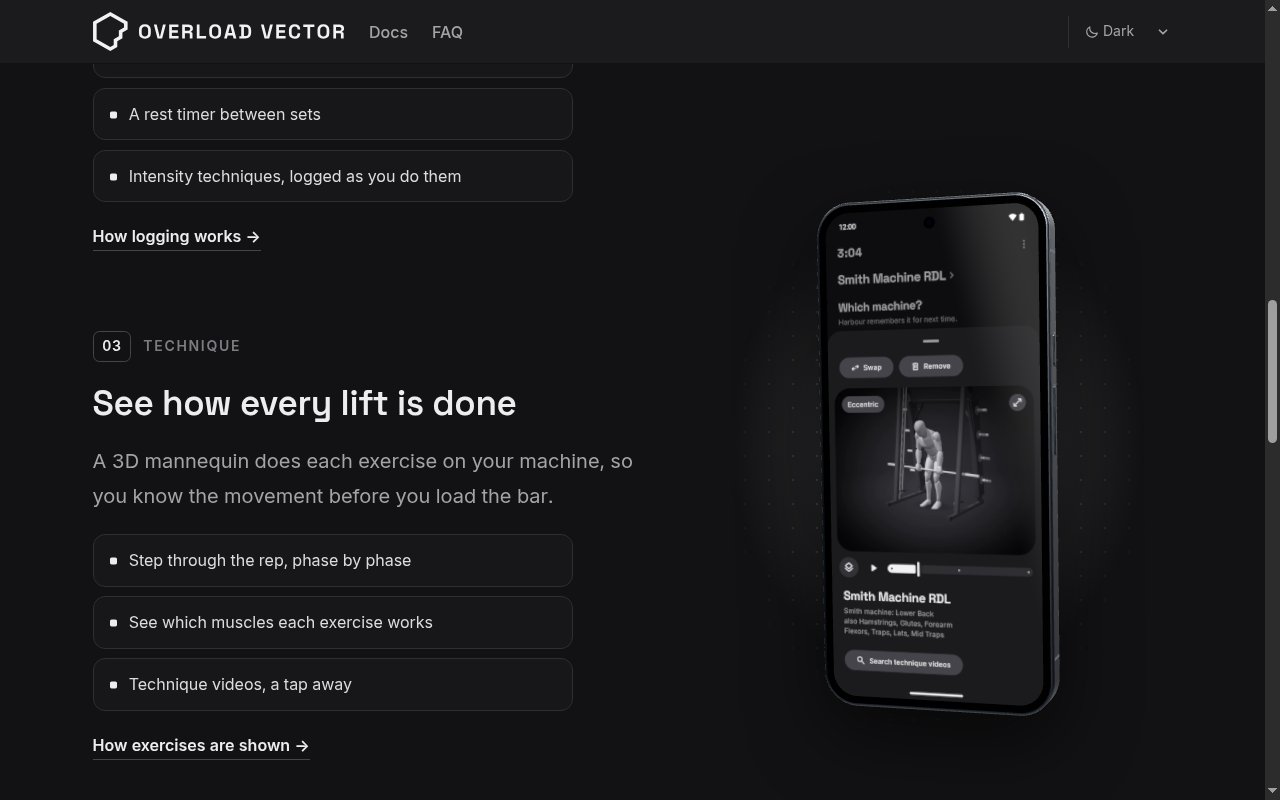 OVERLOAD VECTOR Docs FAQ Dark
A rest timer between sets
Intensity techniques, logged as you do them
How logging works →
03 TECHNIQUE
See how every lift is done
A 3D mannequin does each exercise on your machine, so
you know the movement before you load the bar.
Step through the rep, phase by phase
See which muscles each exercise works
Technique videos, a tap away
How exercises are shown →
12:00
3:04
Smith Machine RDL ›
Which machine?
Harbour remembers it for next time.
Swap Remove
Eccentric
Smith Machine RDL
Smith machine: Lower Back
also Hamstrings, Glutes, Forearm
Flexors, Traps, Lats, Mid Traps
Search technique videos